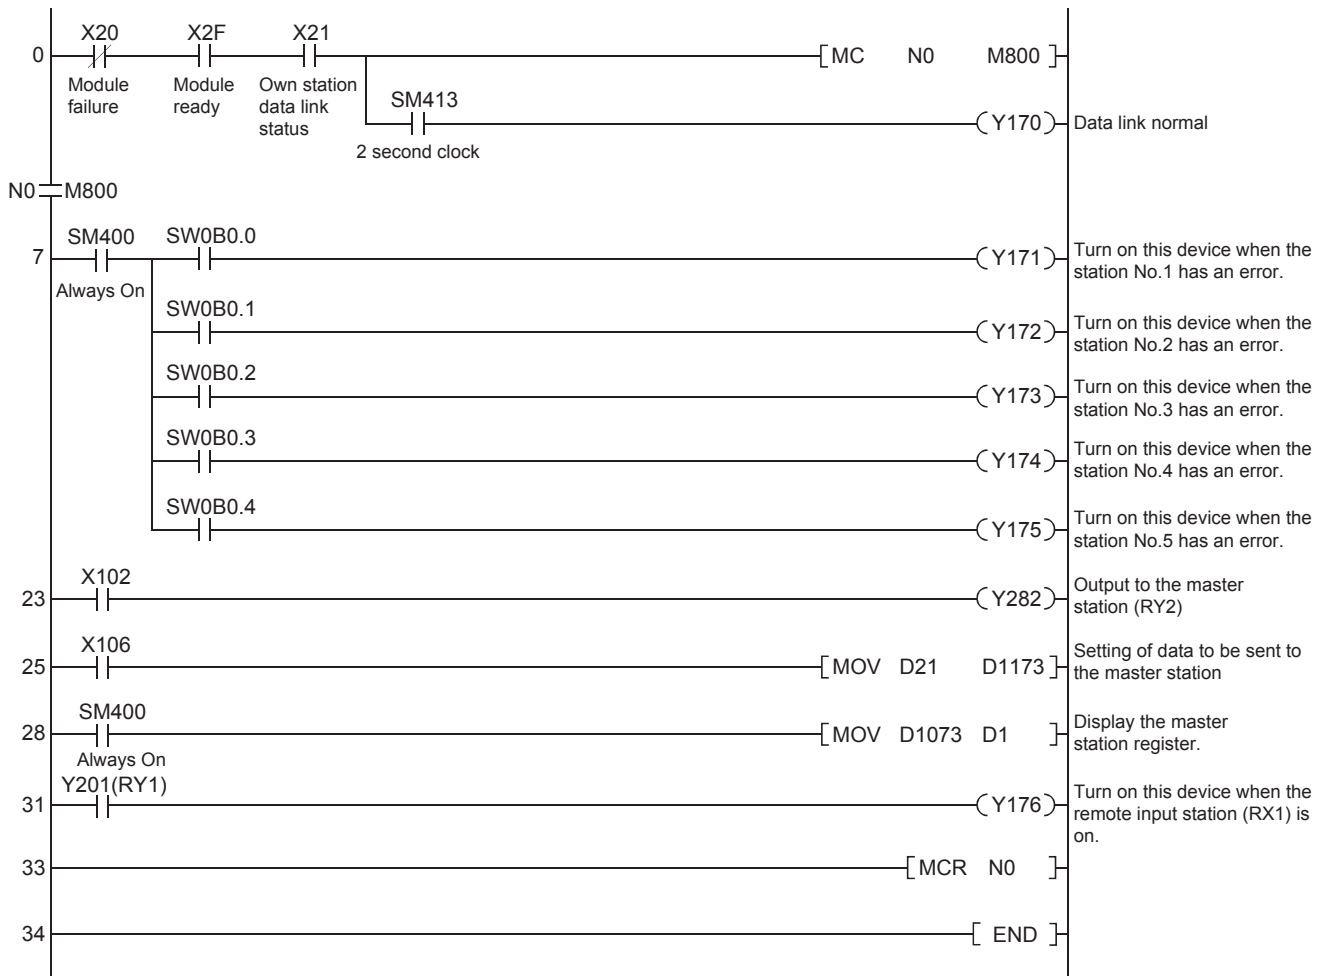 X20 X2F X21
0 MC N0 M800
Module failure
Module ready
Own station data link status
SM413
Y170 Data link normal
2 second clock
N0 M800
SM400 SW0B0.0
7 Y171 Turn on this device when the station No.1 has an error.
Always On
SW0B0.1
Y172 Turn on this device when the station No.2 has an error.
SW0B0.2
Y173 Turn on this device when the station No.3 has an error.
SW0B0.3
Y174 Turn on this device when the station No.4 has an error.
SW0B0.4
Y175 Turn on this device when the station No.5 has an error.
X102
23 Y282 Output to the master station (RY2)
X106
25 MOV D21 D1173 Setting of data to be sent to the master station
SM400
28 MOV D1073 D1 Display the master station register.
Always On
Y201(RY1)
31 Y176 Turn on this device when the remote input station (RX1) is on.
33 MCR N0
34 END